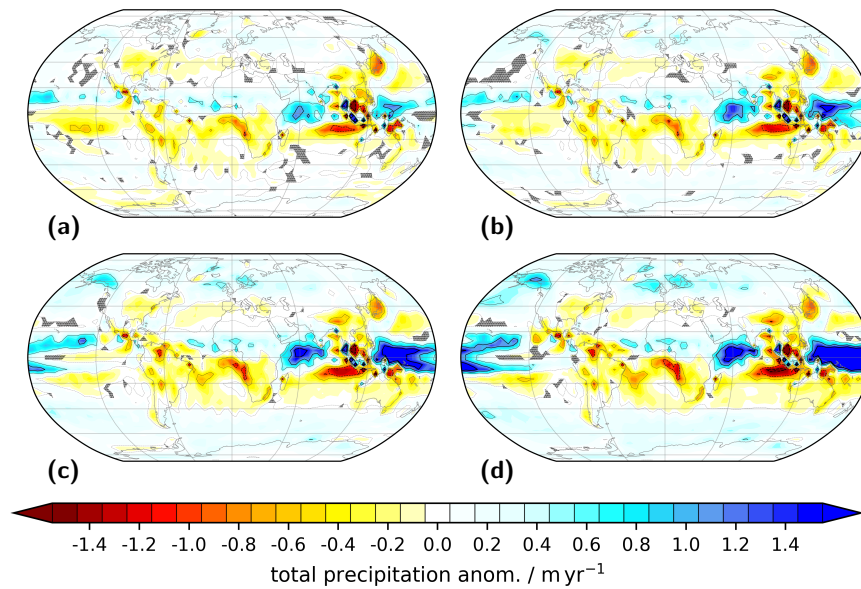 (a) (b)
(c) (d)
-1.4 -1.2 -1.0 -0.8 -0.6 -0.4 -0.2 0.0 0.2 0.4 0.6 0.8 1.0 1.2 1.4
total precipitation anom. / m yr⁻¹